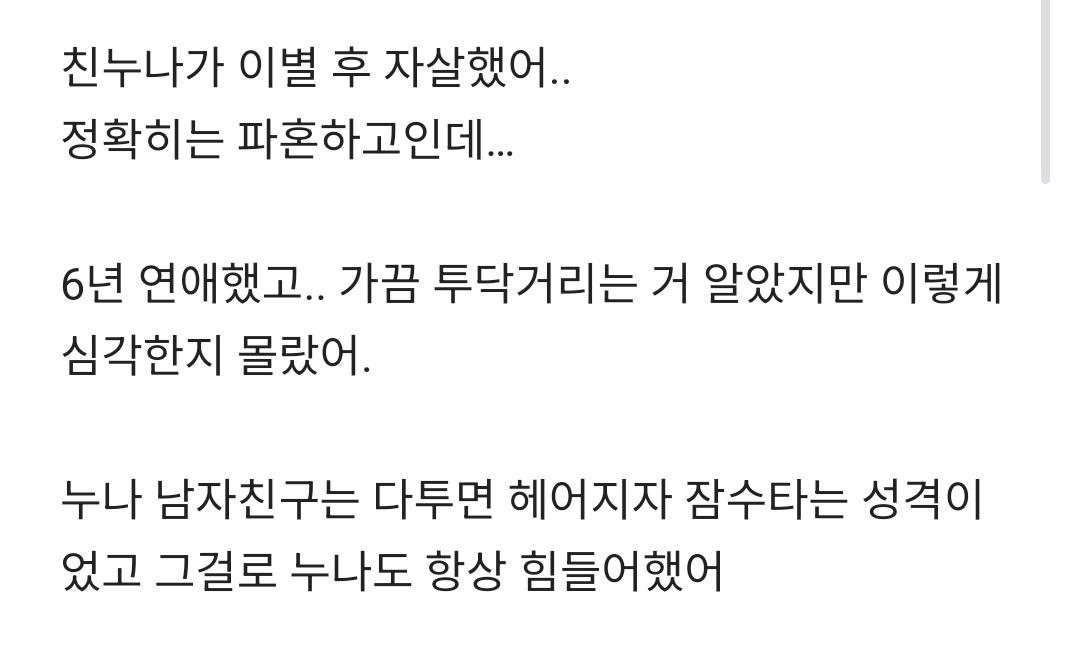 친누나가 이별 후 자살했어..
정확히는 파혼하고인데...
6년 연애했고.. 가끔 투닥거리는 거 알았지만 이렇게
심각한지 몰랐어.
누나 남자친구는 다투면 헤어지자 잠수타는 성격이
었고 그걸로 누나도 항상 힘들어했어